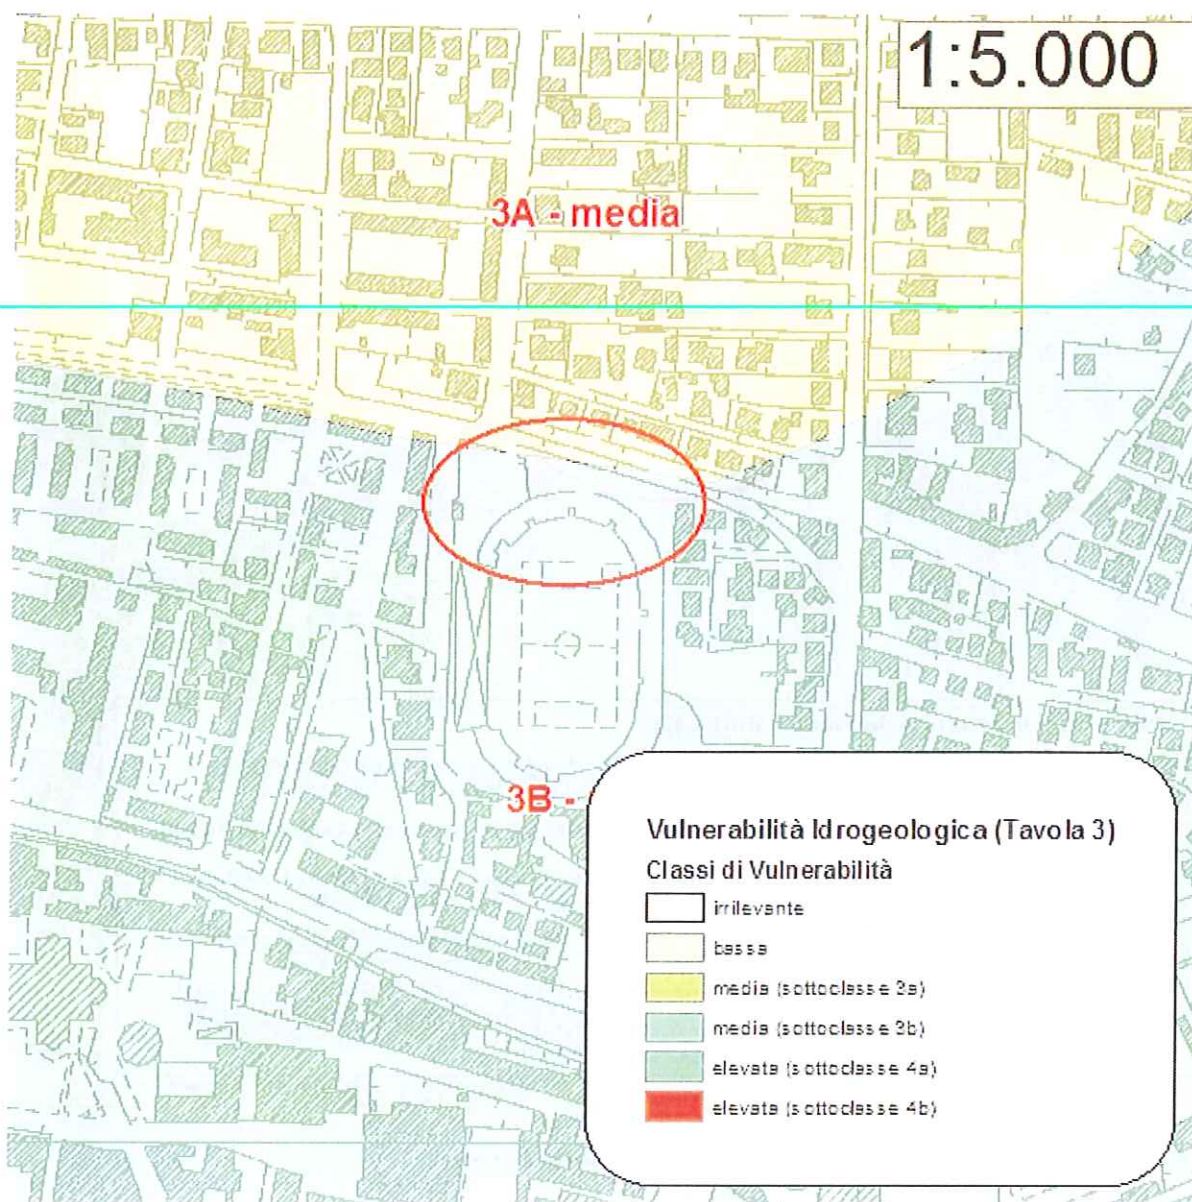 1:5.000
3A - media
3B -
Vulnerabilità Idrogeologica (Tavola 3)
Classi di Vulnerabilità
irrilevante
bassa
media (sottoclasse 3a)
media (sottoclasse 3b)
elevata (sottoclasse 4a)
elevata (sottoclasse 4b)